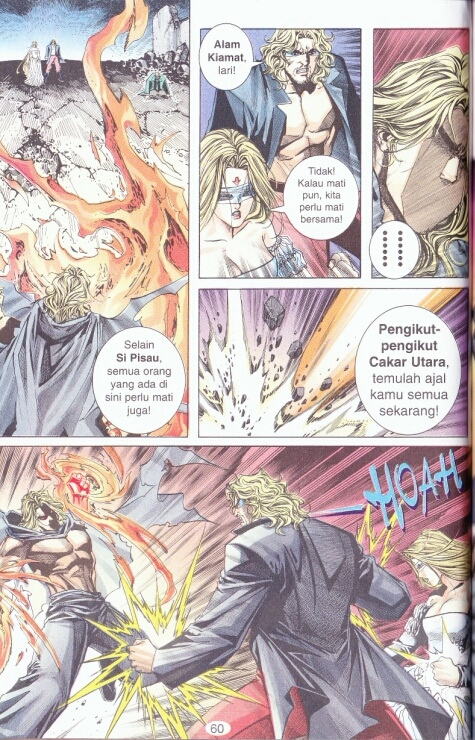 Alam
Kiamat,
lari!
Tidak!
Kalau mati
pun, kita
perlu mati
bersama!
Selain
Si Pisau,
semua orang
yang ada di
sini perlu mati
juga!
Pengikut-
pengikut
Cakar Utara,
temulah ajal
kamu semua
sekarang!
HOAH
60